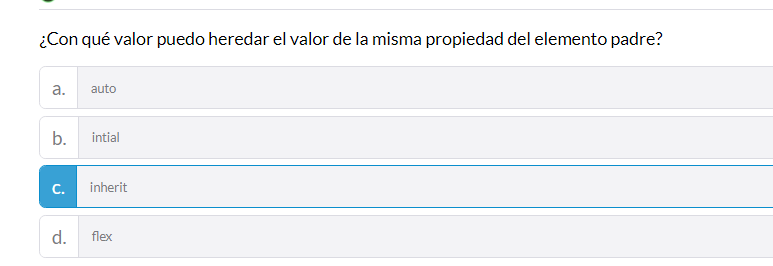 ¿Con qué valor puedo heredar el valor de la misma propiedad del elemento padre?
a. auto
b. intial
c. inherit
d. flex